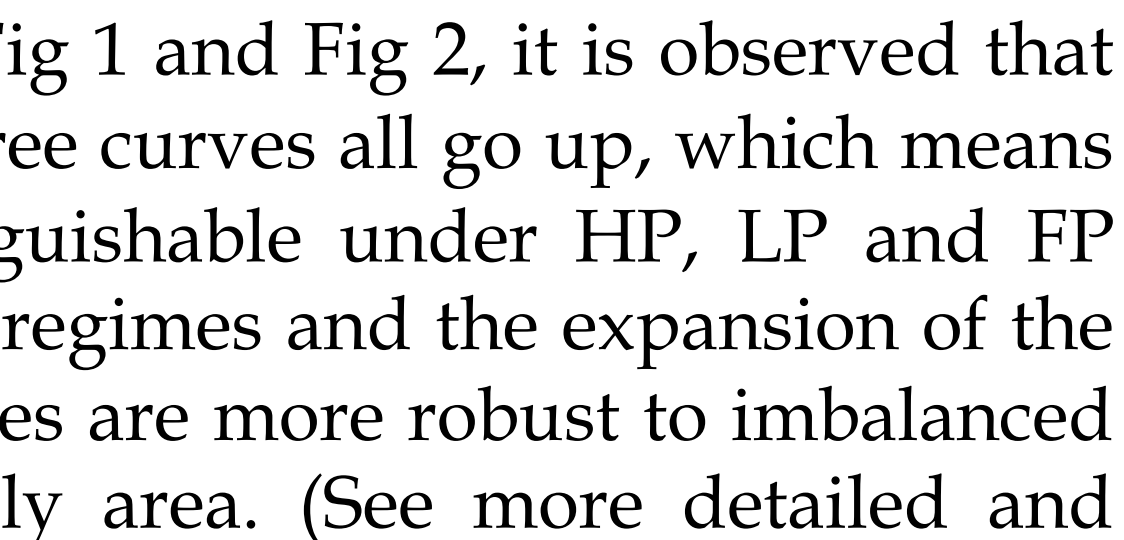 ig 1 and Fig 2, it is observed that
ree curves all go up, which means
guishable under HP, LP and FP
regimes and the expansion of the
es are more robust to imbalanced
ly area. (See more detailed and